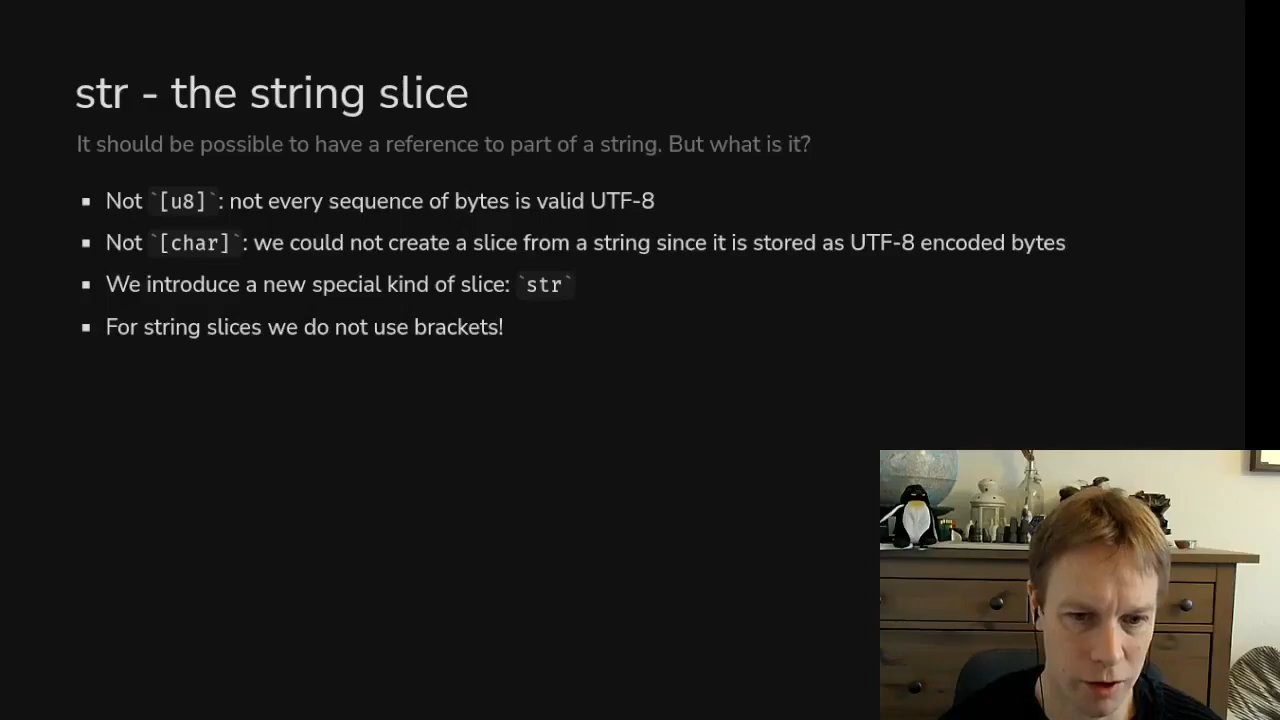 str - the string slice
It should be possible to have a reference to part of a string. But what is it?
▪ Not `[u8]`: not every sequence of bytes is valid UTF-8
▪ Not `[char]`: we could not create a slice from a string since it is stored as UTF-8 encoded bytes
▪ We introduce a new special kind of slice: `str`
▪ For string slices we do not use brackets!